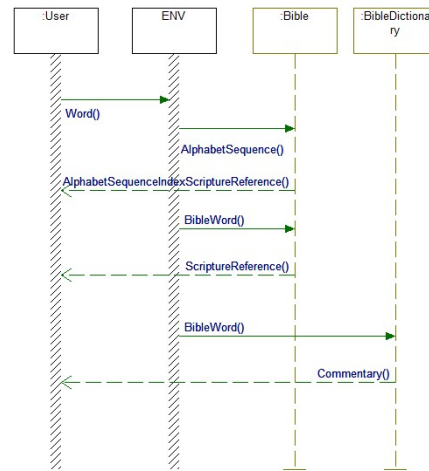 :User
ENV
:Bible
:BibleDictiona
ry
Word()
AlphabetSequence()
AlphabetSequenceIndexScriptureReference()
BibleWord()
ScriptureReference()
BibleWord()
Commentary()